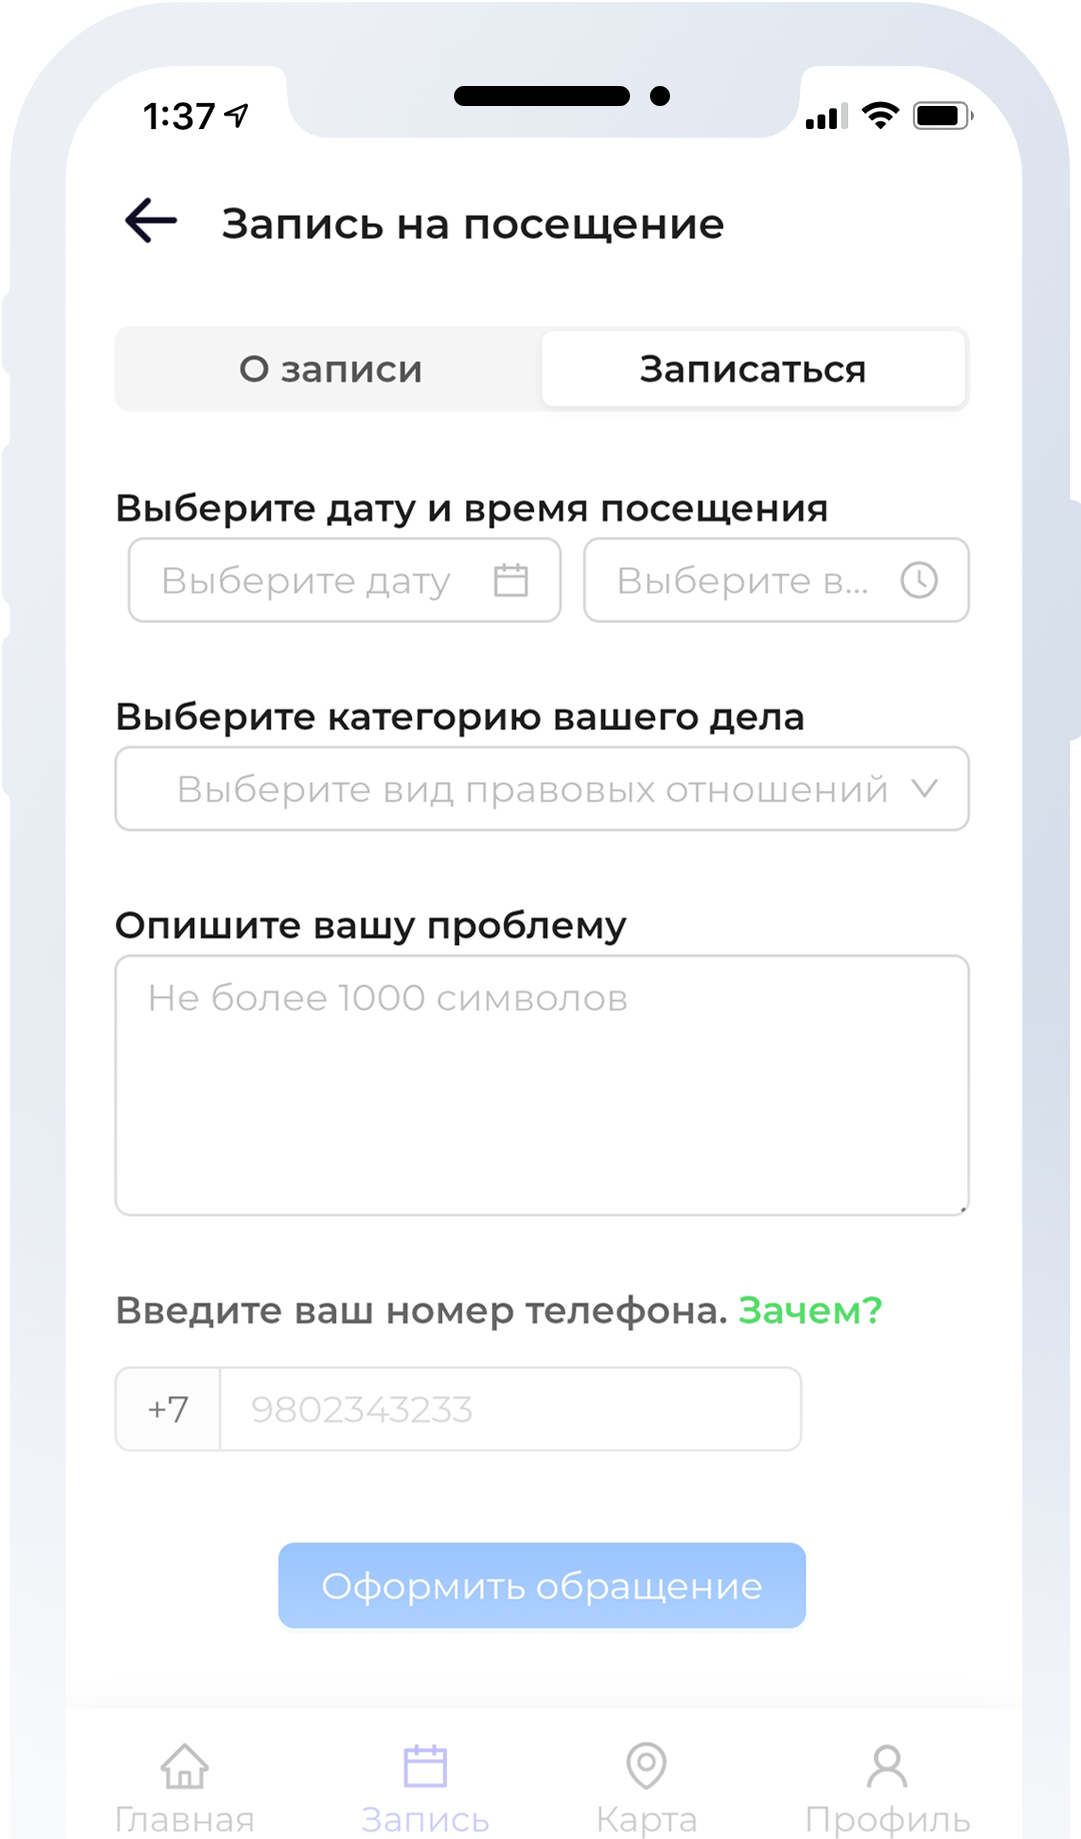 1:37
Запись на посещение
О записи Записаться
Выберите дату и время посещения
Выберите дату Выберите в...
Выберите категорию вашего дела
Выберите вид правовых отношений
Опишите вашу проблему
Не более 1000 символов
Введите ваш номер телефона. Зачем?
+7 9802343233
Оформить обращение
Главная Запись Карта Профиль